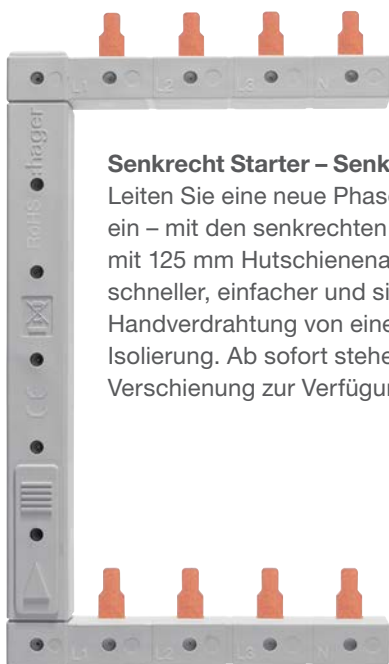 L1 L2 L3 N
:hager
RoHS
CE
Senkrecht Starter – Senk
Leiten Sie eine neue Phase
ein – mit den senkrechten
mit 125 mm Hutschienena
schneller, einfacher und si
Handverdrahtung von eine
Isolierung. Ab sofort stehe
Verschienung zur Verfügu
L1 L2 L3 N